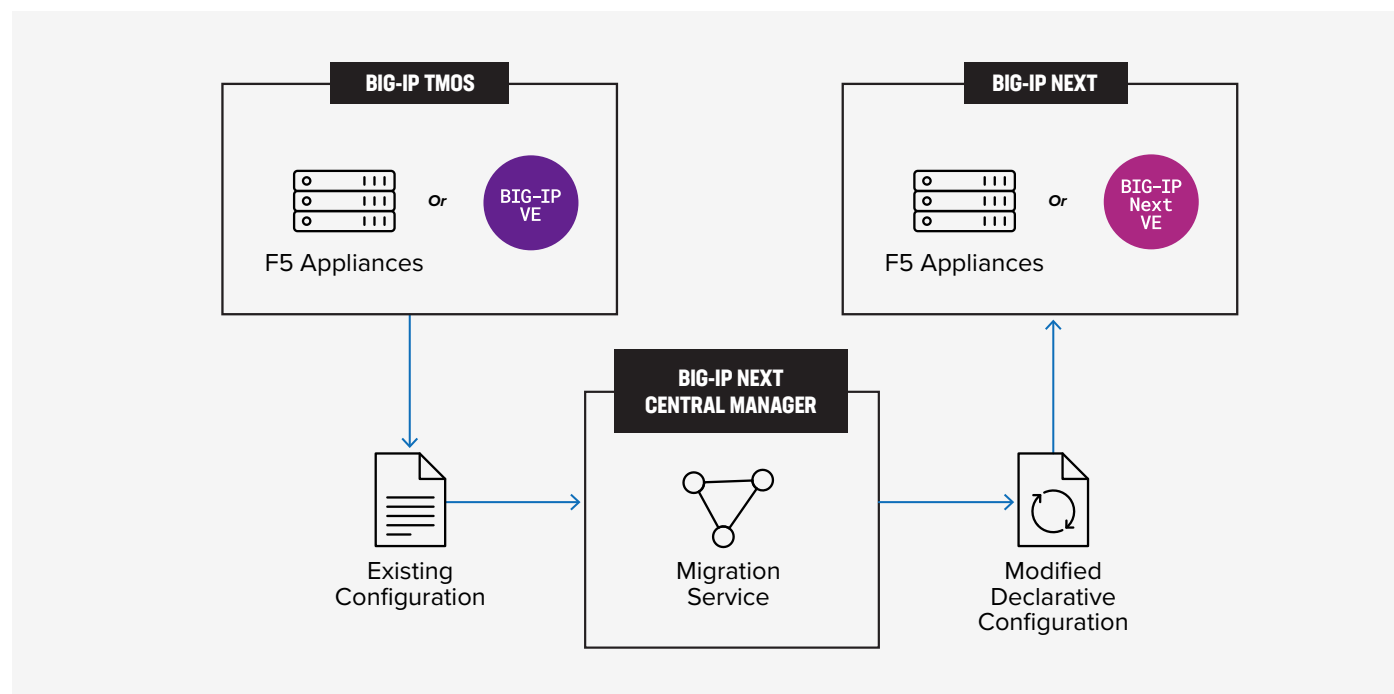 BIG-IP TMOS
Or
BIG-IP
VE
F5 Appliances
BIG-IP NEXT
Or
BIG-IP
Next
VE
F5 Appliances
BIG-IP NEXT
CENTRAL MANAGER
Existing
Configuration
Migration
Service
Modified
Declarative
Configuration